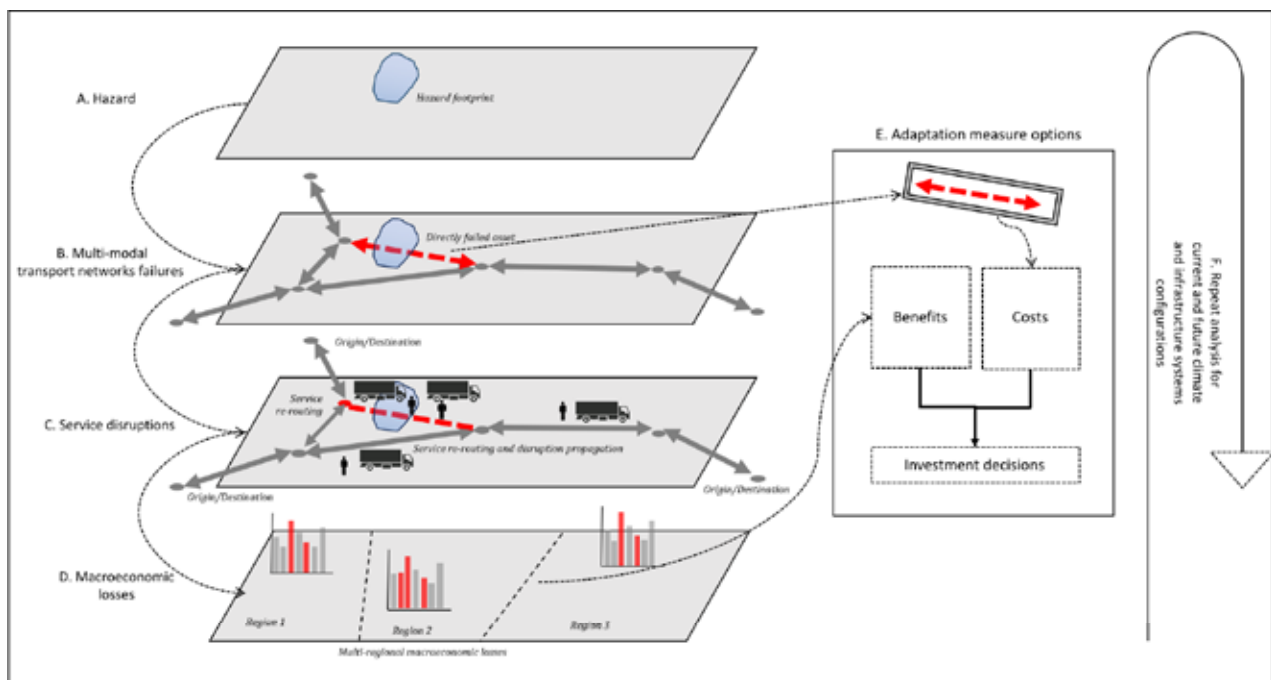 A. Hazard
Hazard footprint
E. Adaptation measure options
B. Multi-modal
transport networks failures
Directly failed asset
F. Repeat analysis for
current and future climate
and infrastructure systems
configurations
Benefits
Costs
Origin/Destination
Service
re-routing
C. Service disruptions
Service re-routing and disruption propagation
Investment decisions
Origin/Destination
Origin/Destination
D. Macroeconomic
losses
Region 1
Region 2
Region 3
Multi-regional macroeconomic losses